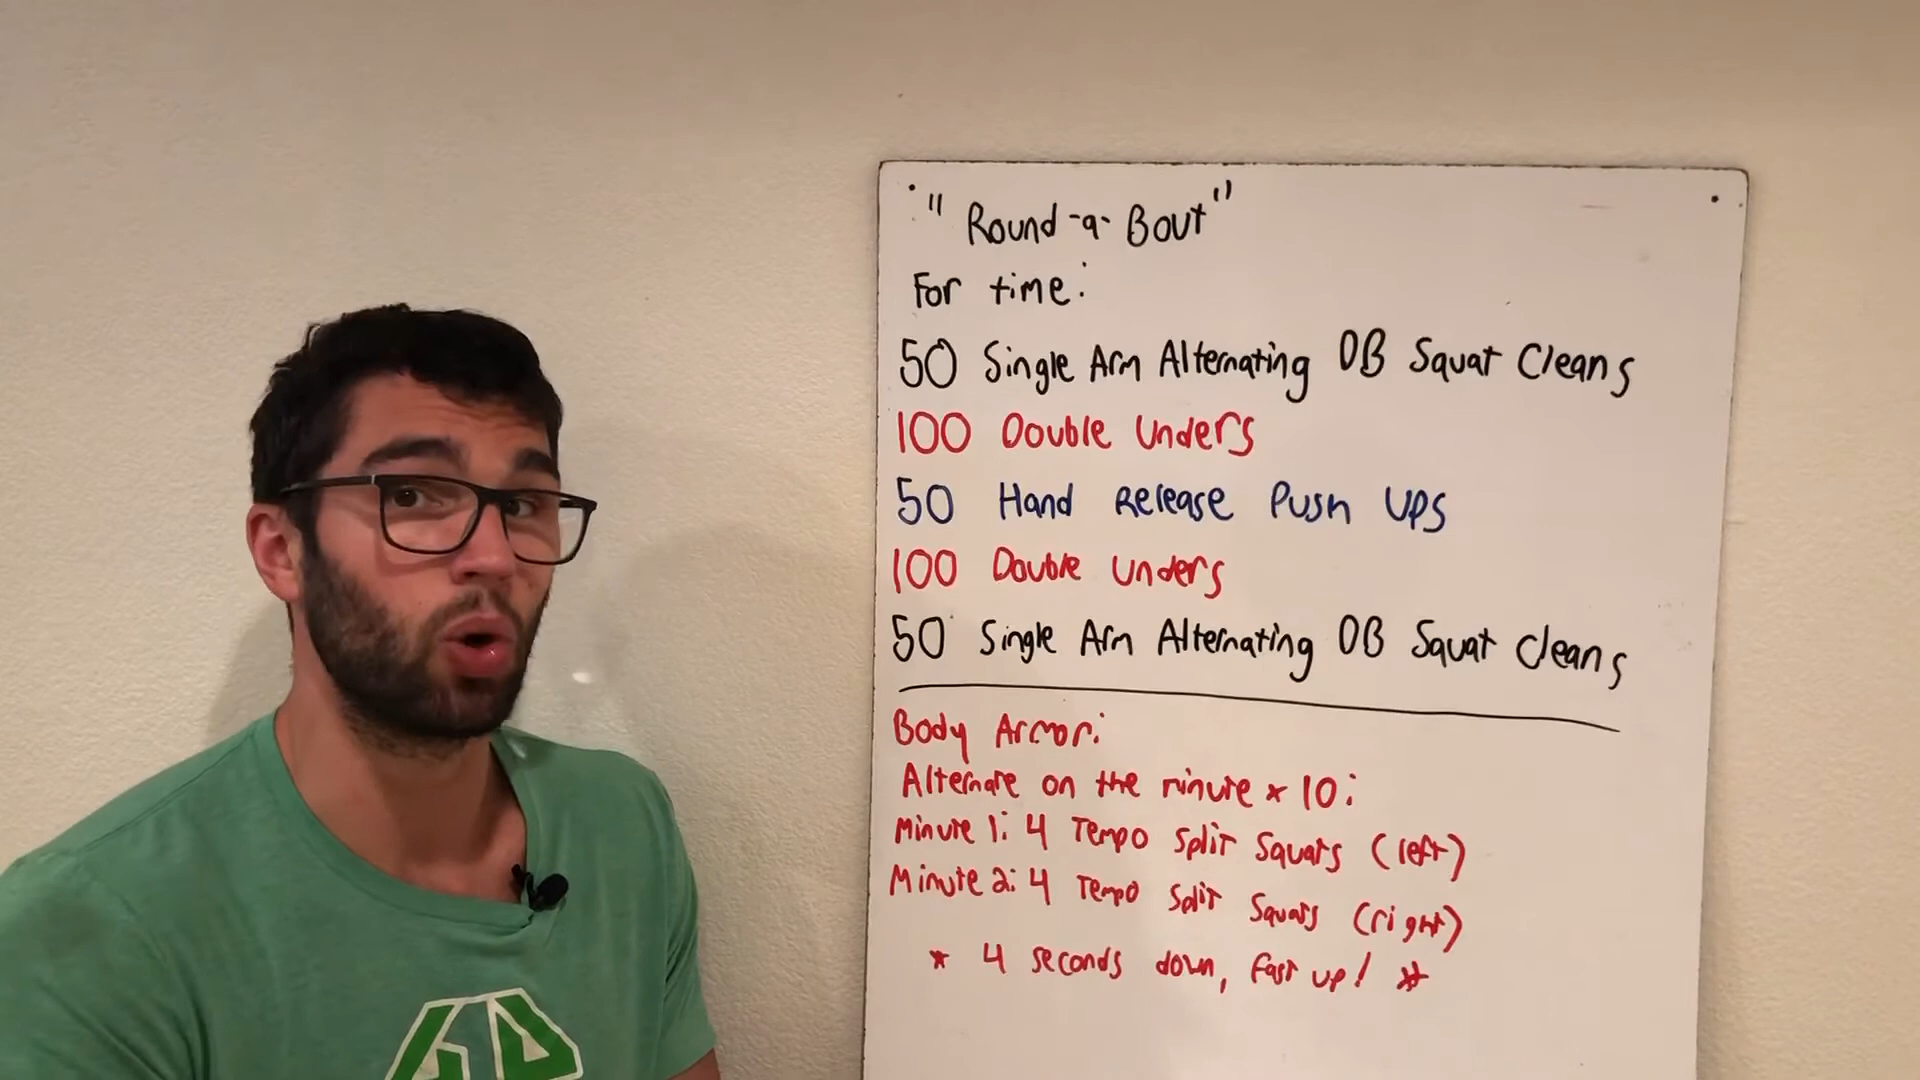 "Round-a-Bout"
For time:
50 Single Arm Alternating DB Squat Cleans
100 Double Unders
50 Hand Release Push Ups
100 Double Unders
50 Single Arm Alternating DB Squat Cleans
Body Armor:
Alternate on the minute x 10:
Minute 1: 4 Tempo Split Squats (left)
Minute 2: 4 Tempo Split Squats (right)
* 4 seconds down, fast up! *